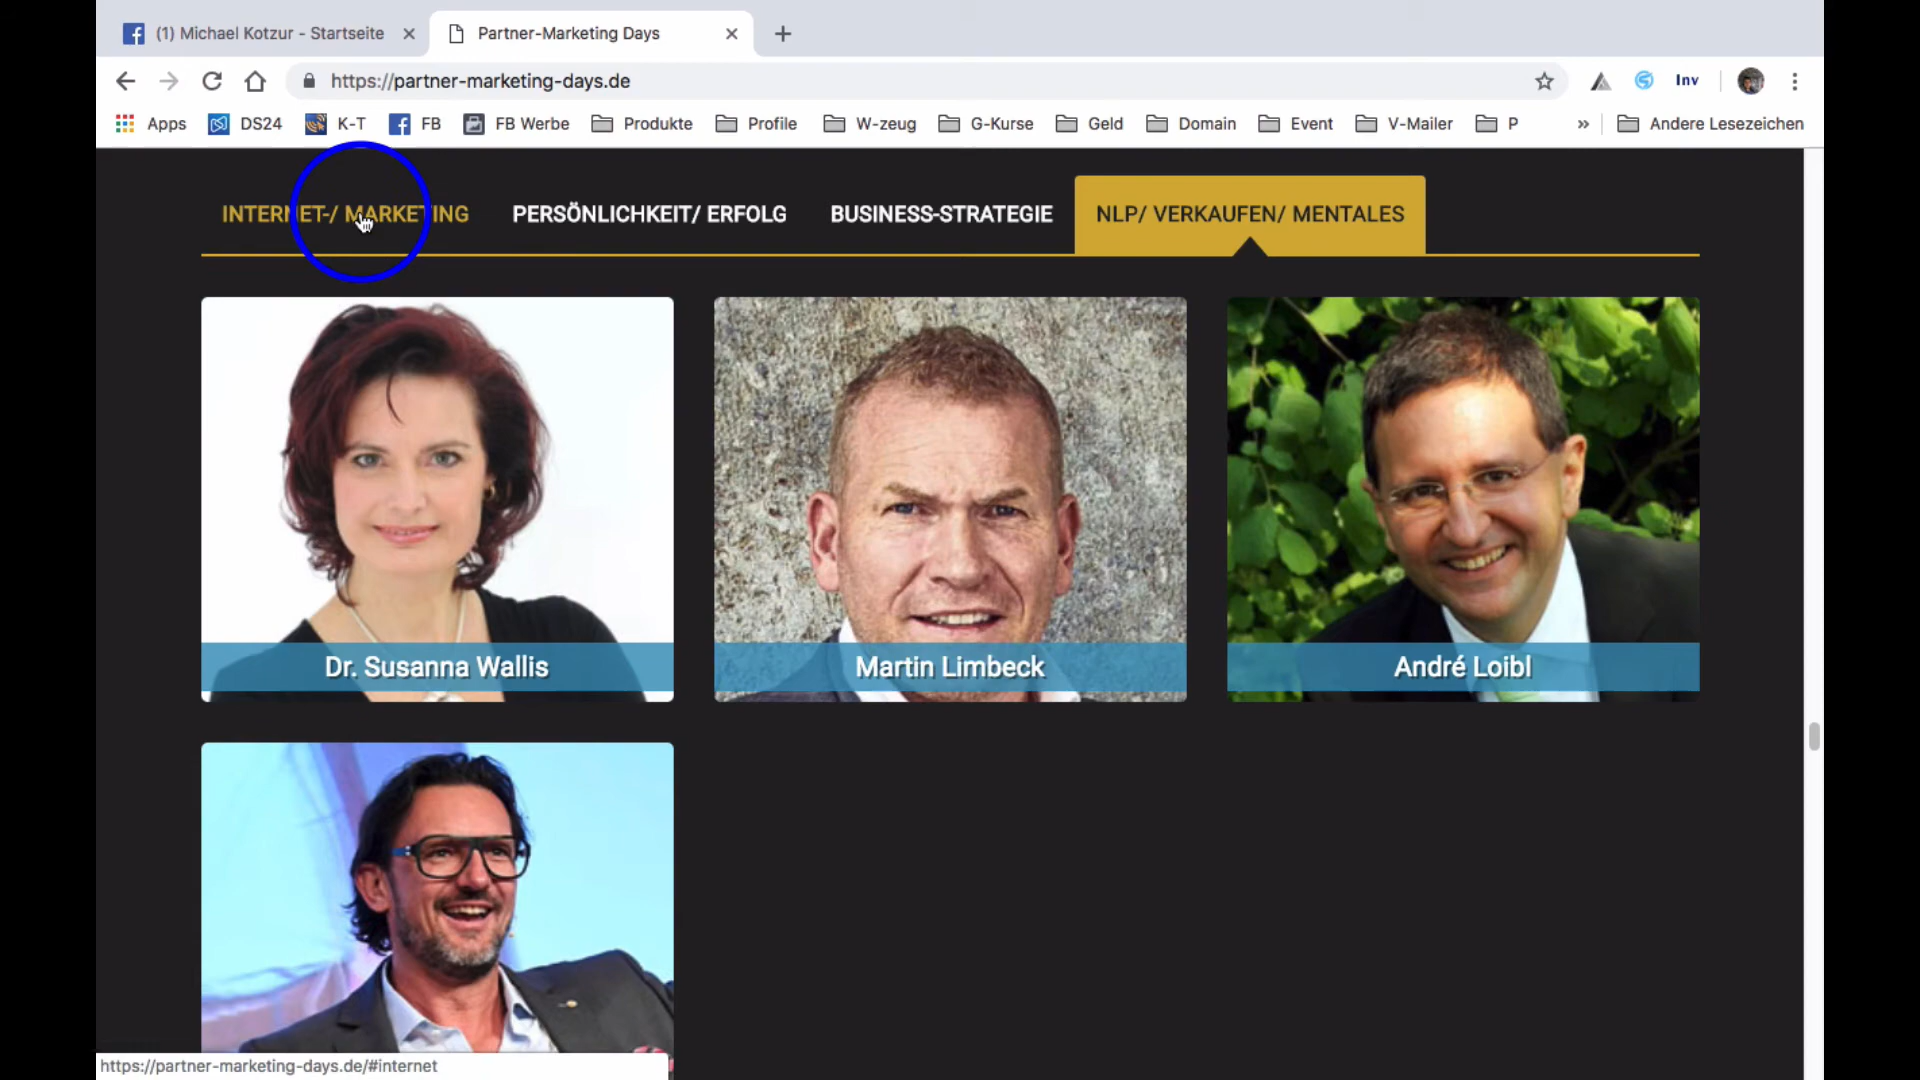 (1) Michael Kotzur - Startseite
Partner-Marketing Days
https://partner-marketing-days.de
Inv
Apps DS24 K-T FB FB Werbe Produkte Profile W-zeug G-Kurse Geld Domain Event V-Mailer P » Andere Lesezeichen
INTERNET-/ MARKETING PERSÖNLICHKEIT/ ERFOLG BUSINESS-STRATEGIE NLP/ VERKAUFEN/ MENTALES
Dr. Susanna Wallis
Martin Limbeck
André Loibl
https://partner-marketing-days.de/#internet